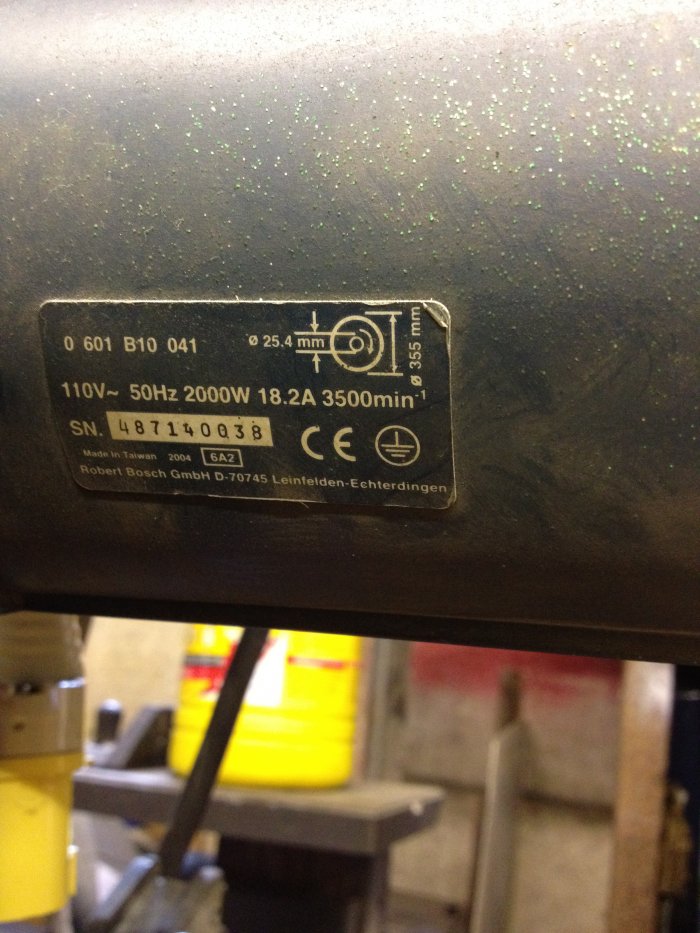 0 601 B10 041
ø 25.4 mm
ø 355 mm
110V~ 50Hz 2000W 18.2A 3500min⁻¹
SN. 487140038
CE
Made in Taiwan 2004 6A2
Robert Bosch GmbH D-70745 Leinfelden-Echterdingen